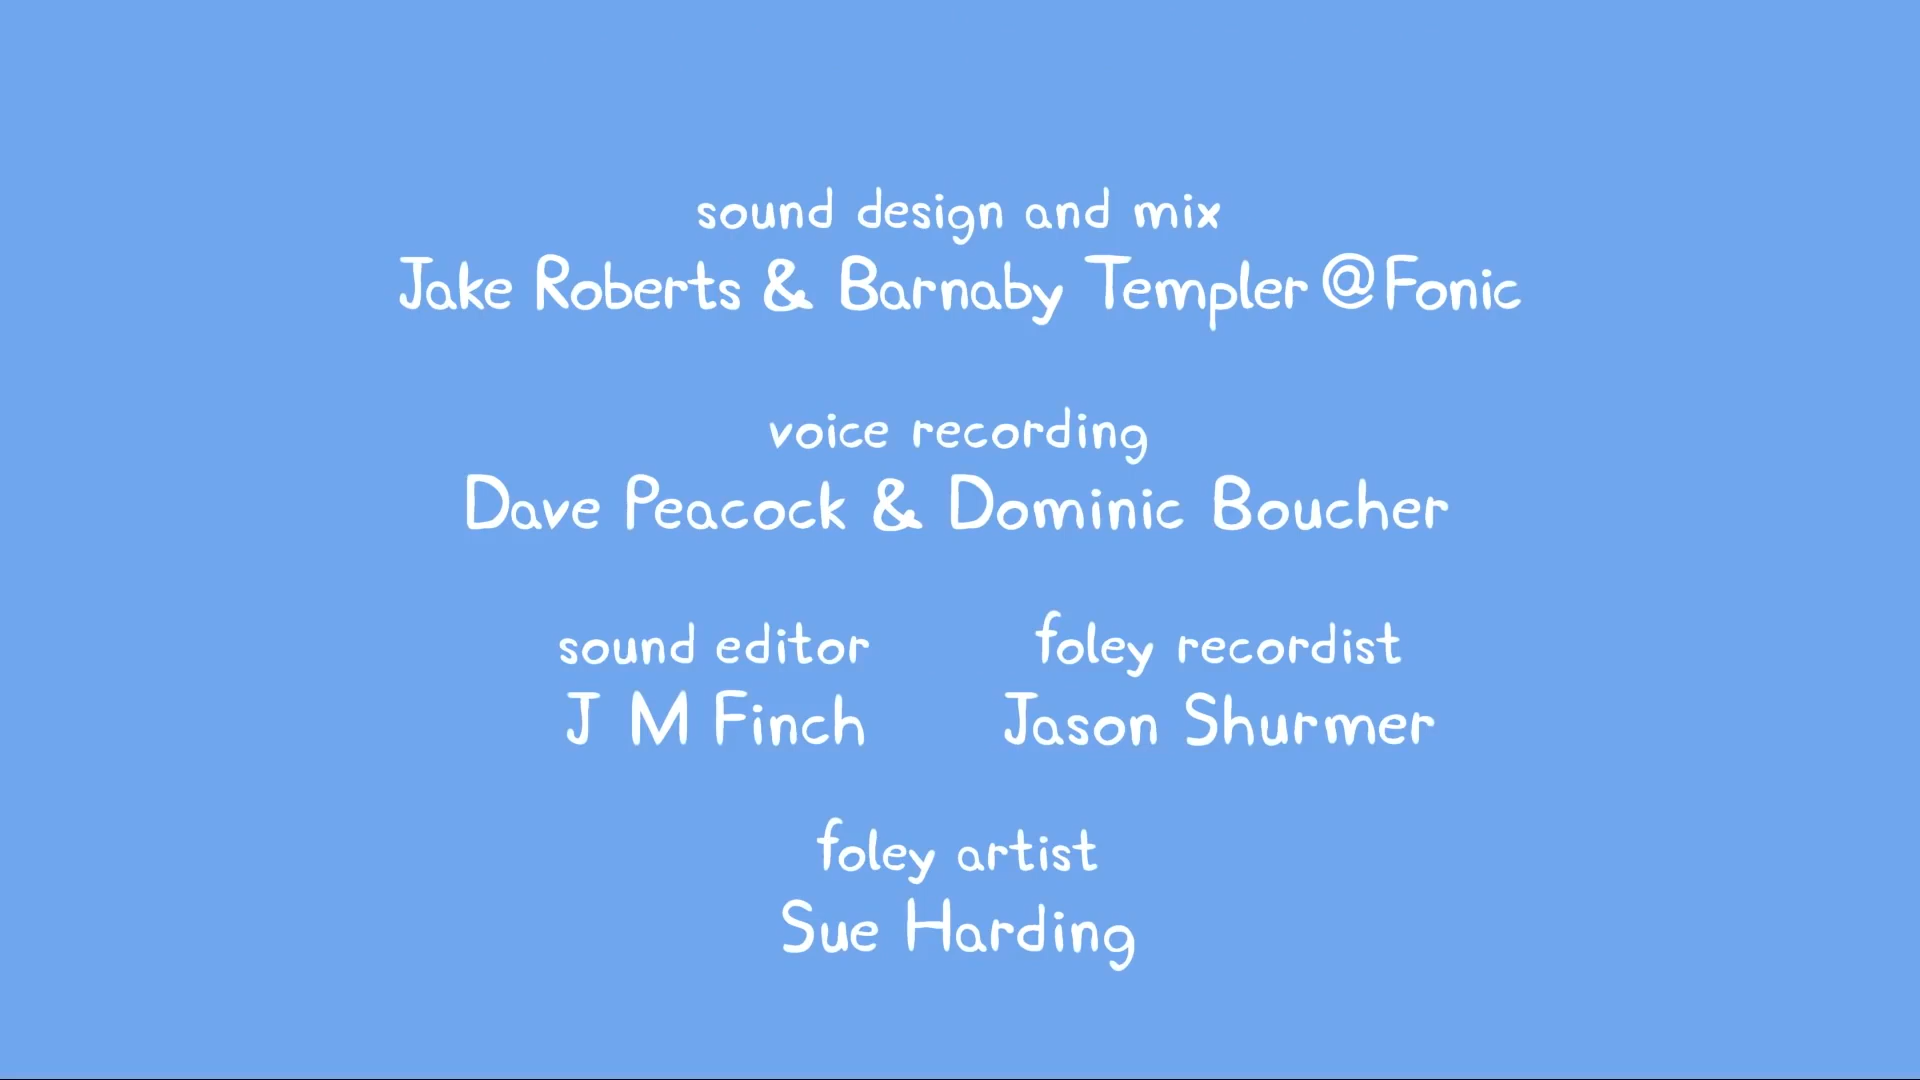 sound design and mix
Jake Roberts & Barnaby Templer @Fonic
voice recording
Dave Peacock & Dominic Boucher
sound editor
J M Finch
foley recordist
Jason Shurmer
foley artist
Sue Harding